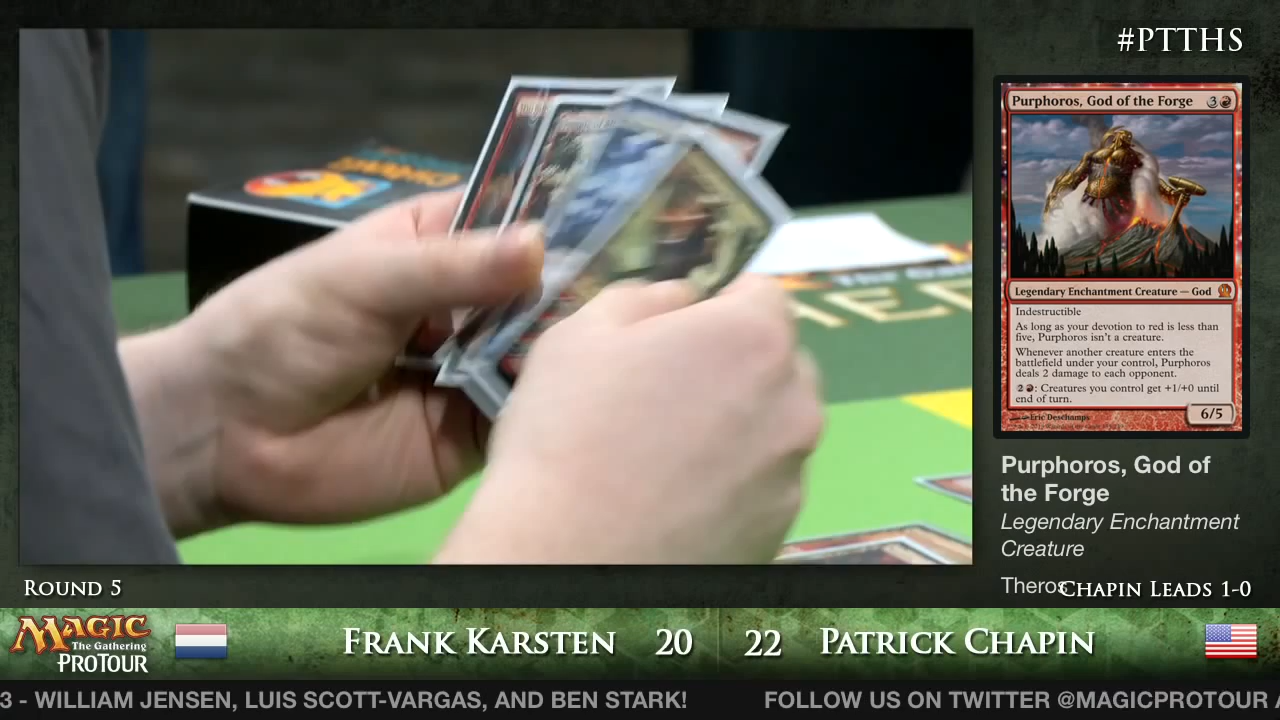 #PTTHS
Purphoros, God of the Forge 3
Legendary Enchantment Creature — God
Indestructible
As long as your devotion to red is less than
five, Purphoros isn't a creature.
Whenever another creature enters the
battlefield under your control, Purphoros
deals 2 damage to each opponent.
2 : Creatures you control get +1/+0 until
end of turn.
Eric Deschamps
6/5
Purphoros, God of
the Forge
Legendary Enchantment
Creature
Theros
Chapin Leads 1-0
Round 5
Magic
The Gathering
ProTour
Frank Karsten 20 22 Patrick Chapin
3 - WILLIAM JENSEN, LUIS SCOTT-VARGAS, AND BEN STARK! FOLLOW US ON TWITTER @MAGICPROTOUR